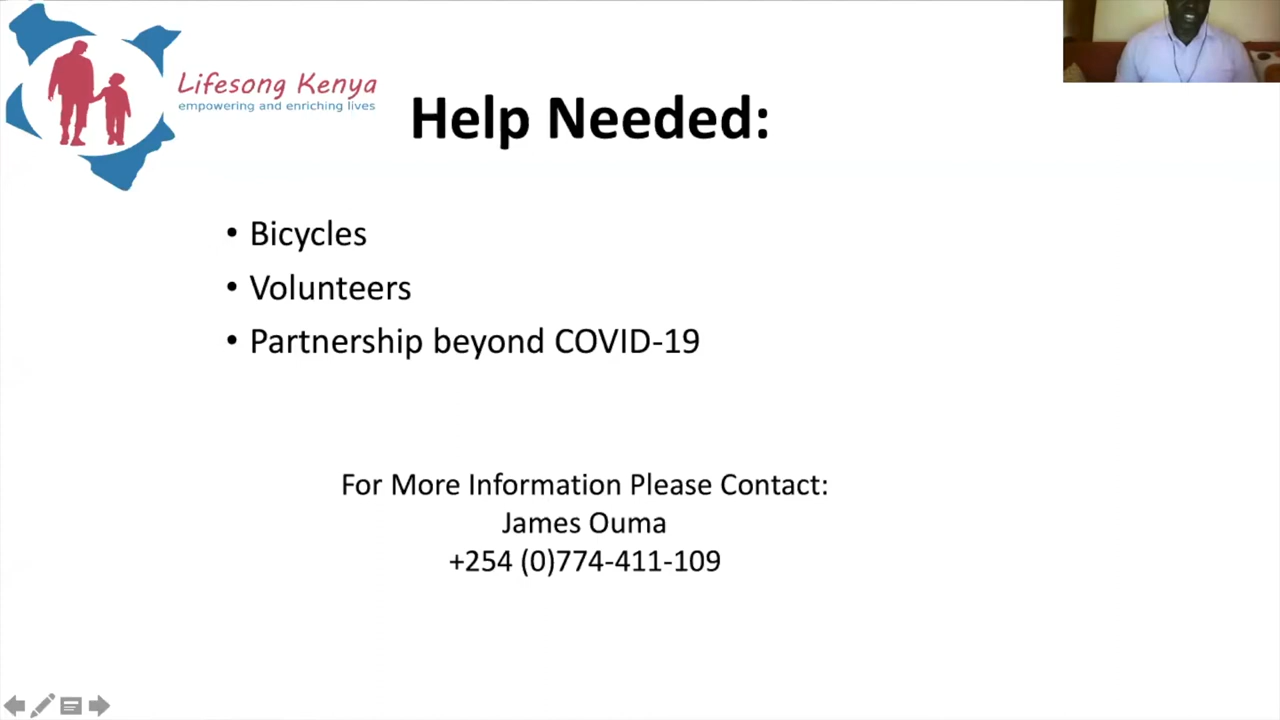 Lifesong Kenya
empowering and enriching lives
Help Needed:
• Bicycles
• Volunteers
• Partnership beyond COVID-19
For More Information Please Contact:
James Ouma
+254 (0)774-411-109